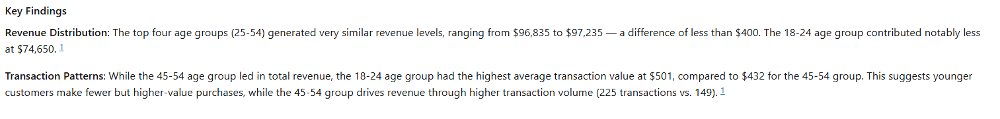 Key Findings
Revenue Distribution: The top four age groups (25-54) generated very similar revenue levels, ranging from $96,835 to $97,235 — a difference of less than $400. The 18-24 age group contributed notably less
at $74,650. 1
Transaction Patterns: While the 45-54 age group led in total revenue, the 18-24 age group had the highest average transaction value at $501, compared to $432 for the 45-54 group. This suggests younger
customers make fewer but higher-value purchases, while the 45-54 group drives revenue through higher transaction volume (225 transactions vs. 149). 1